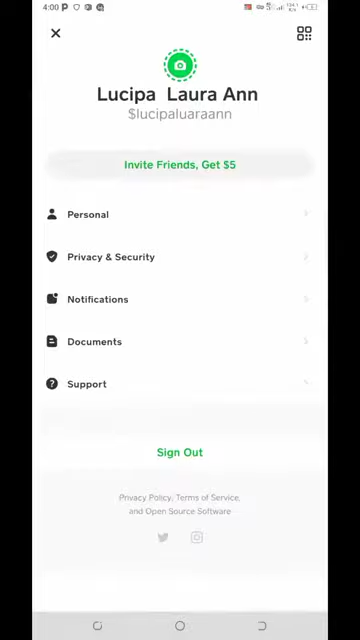 4:00
Lucipa Laura Ann
$lucipaluaraann
Invite Friends, Get $5
Personal
Privacy & Security
Notifications
Documents
Support
Sign Out
Privacy Policy, Terms of Service,
and Open Source Software